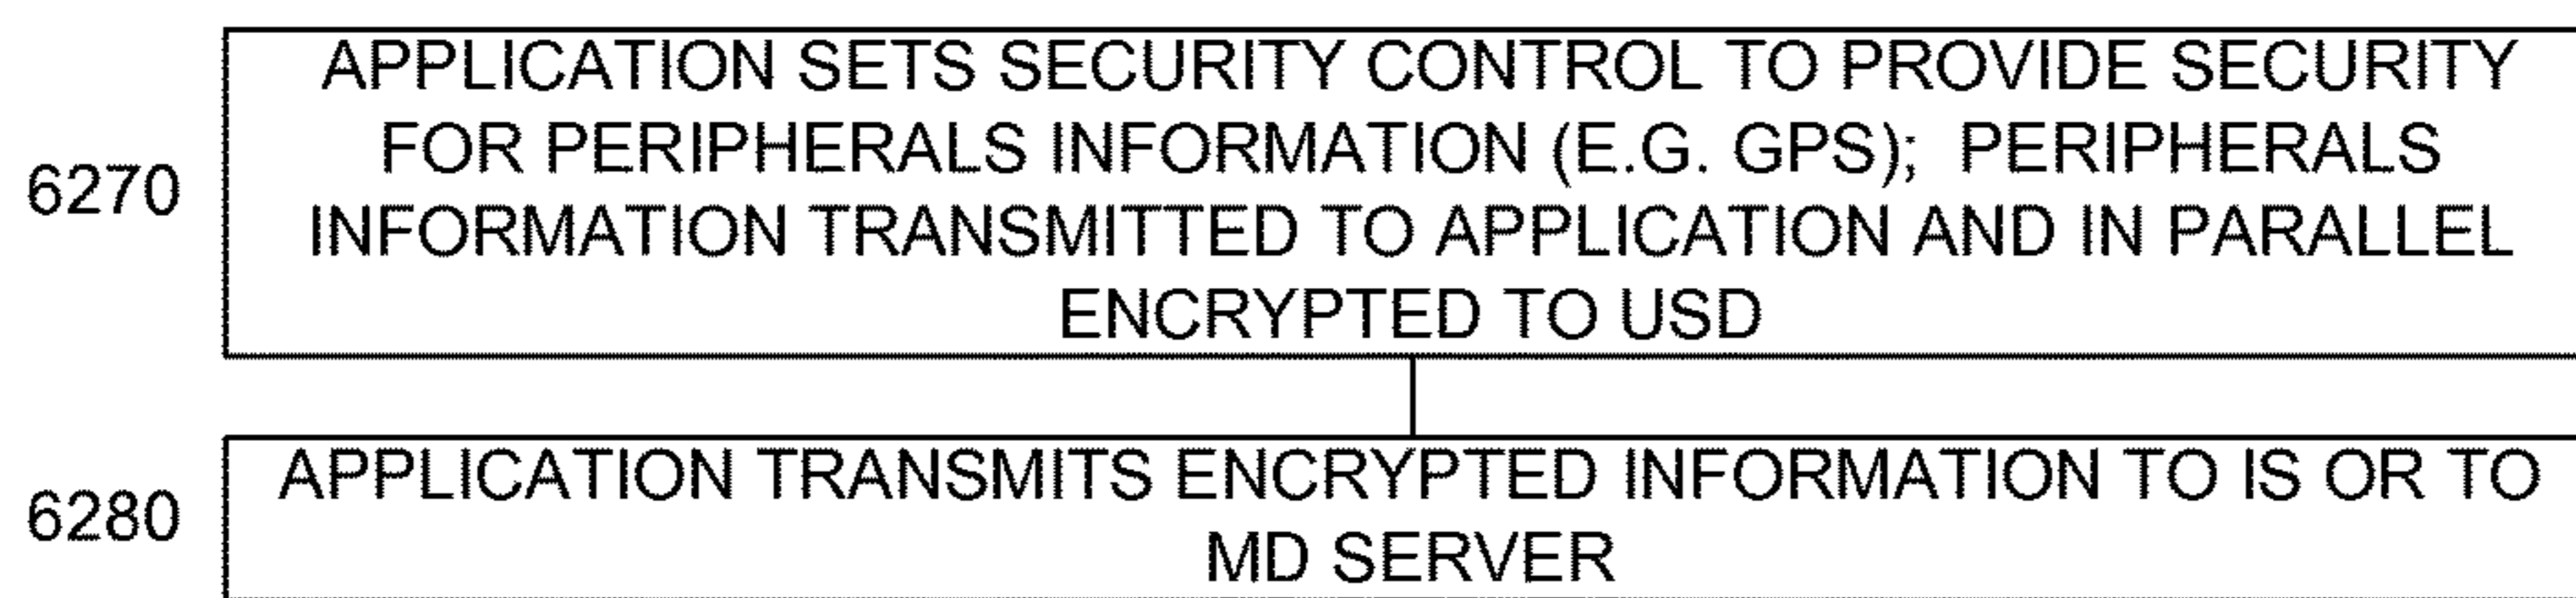 APPLICATION SETS SECURITY CONTROL TO PROVIDE SECURITY
FOR PERIPHERALS INFORMATION (E.G. GPS); PERIPHERALS
6270
INFORMATION TRANSMITTED TO APPLICATION AND IN PARALLEL
ENCRYPTED TO USD
APPLICATION TRANSMITS ENCRYPTED INFORMATION TO IS OR TO
6280
MD SERVER